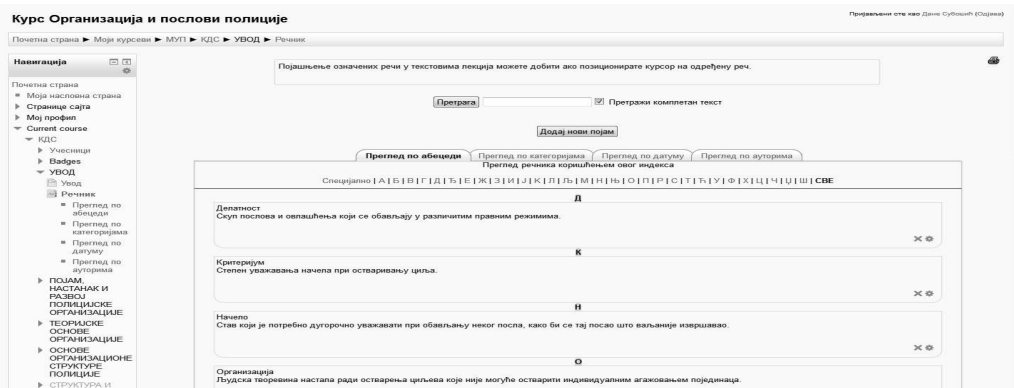 Курс Организација и послови полиције
Пријављени сте као Дане Субошић (Одјава)
Почетна страна ► Моји курсеви ► МУП ► КДС ► УВОД ► Речник
Навигација
Почетна страна
Моја насловна страна
Странице сајта
Мој профил
Current course
КДС
Учесници
Badges
УВОД
Увод
Речник
Преглед по
абецеди
Преглед по
категоријама
Преглед по
датуму
Преглед по
ауторима
ПОЈАМ,
НАСТАНАК И
РАЗВОЈ
ПОЛИЦИЈСКЕ
ОРГАНИЗАЦИЈЕ
ТЕОРИЈСКЕ
ОСНОВЕ
ОРГАНИЗАЦИЈЕ
ОСНОВЕ
ОРГАНИЗАЦИОНЕ
СТРУКТУРЕ
ПОЛИЦИЈЕ
СТРУКТУРА И
Појашњење означених речи у текстовима лекција можете добити ако позиционирате курсор на одређену реч.
Претрага
Претражи комплетан текст
Додај нови појам
Преглед по абецеди Преглед по категоријама Преглед по датуму Преглед по ауторима
Преглед речника коришћењем овог индекса
Специјално | А | Б | В | Г | Д | Ђ | Е | Ж | З | И | Ј | К | Л | Љ | М | Н | Њ | О | П | Р | С | Т | Ћ | У | Ф | Х | Ц | Ч | Џ | Ш | СВЕ
Д
Делатност
Скуп послова и овлашћења који се обављају у различитим правним режимима.
К
Критеријум
Степен уважавања начела при остваривању циља.
Н
Начело
Став који је потребно дугорочно уважавати при обављању неког посла, како би се тај посао што ваљаније извршавао.
О
Организација
Људска творевина настала ради остварења циљева које није могуће остварити индивидуалним агажовањем појединаца.